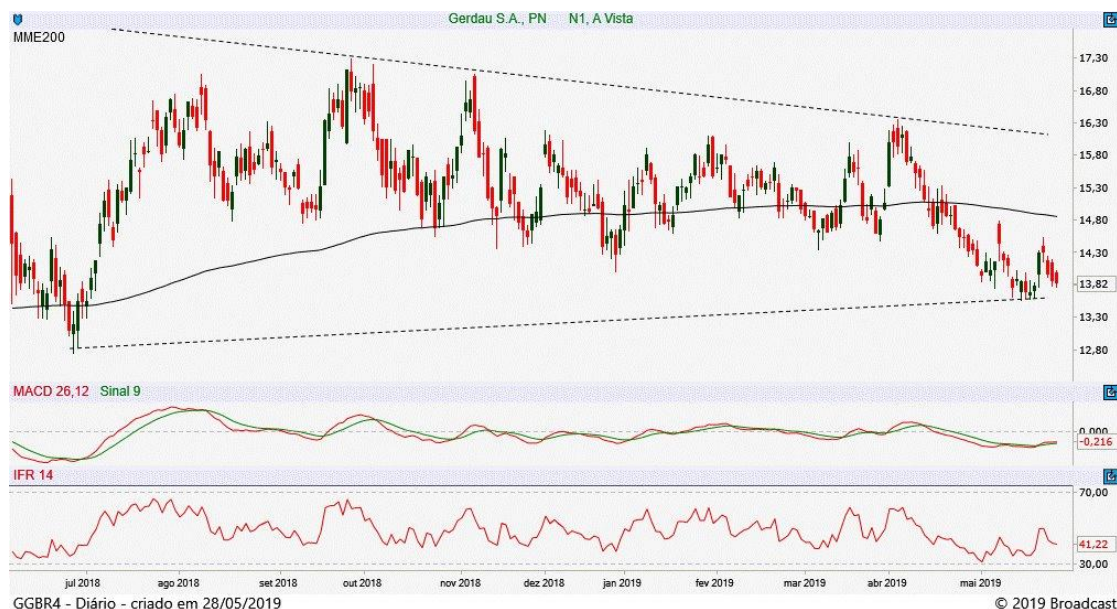 Gerdau S.A., PN N1, A Vista
MME200
17,30
16,80
16,30
15,80
15,30
14,80
14,30
13,82
13,30
12,80
MACD 26,12 Sinal 9
0,000
-0,216
IFR 14
70,00
41,22
30,00
jul 2018 ago 2018 set 2018 out 2018 nov 2018 dez 2018 jan 2019 fev 2019 mar 2019 abr 2019 mai 2019
GGBR4 - Diário - criado em 28/05/2019 © 2019 Broadcast